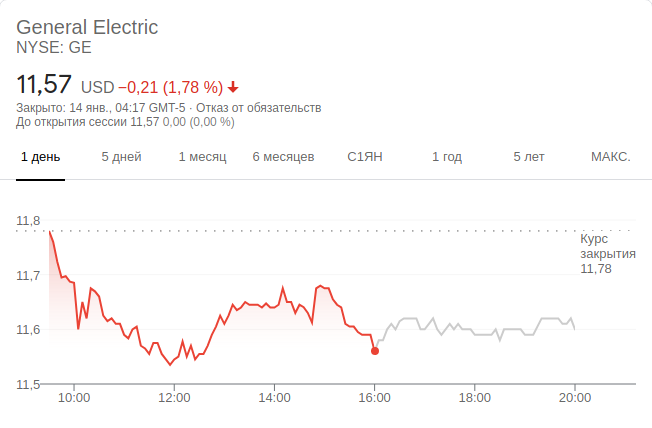 General Electric
NYSE: GE
11,57 USD −0,21 (1,78 %)
Закрыто: 14 янв., 04:17 GMT-5 · Отказ от обязательств
До открытия сессии 11,57 0,00 (0,00 %)
1 день 5 дней 1 месяц 6 месяцев С1ЯН 1 год 5 лет МАКС.
11,8
Курс
закрытия
11,78
11,7
11,6
11,5
10:00 12:00 14:00 16:00 18:00 20:00